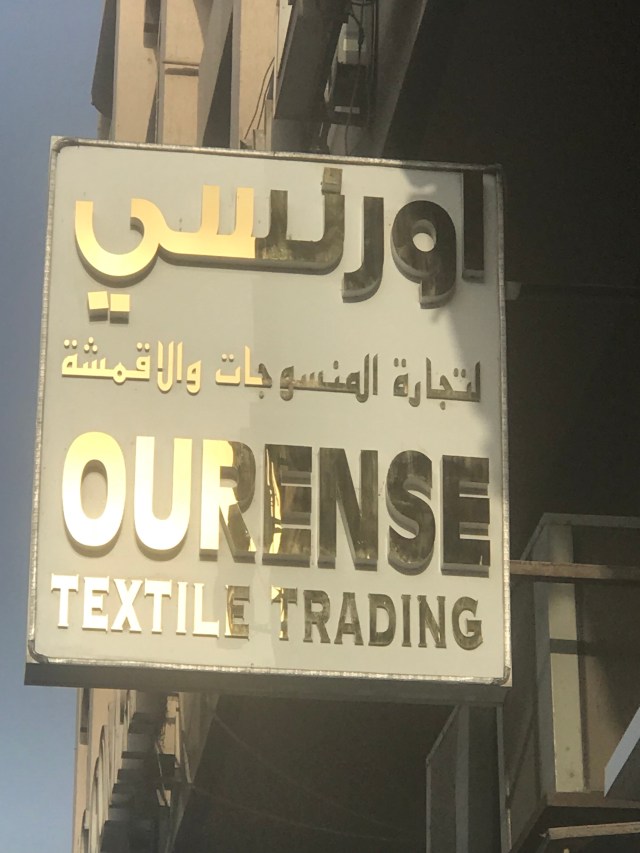 اورنسي
لتجارة المنسوجات والاقمشة
OURENSE
TEXTILE TRADING